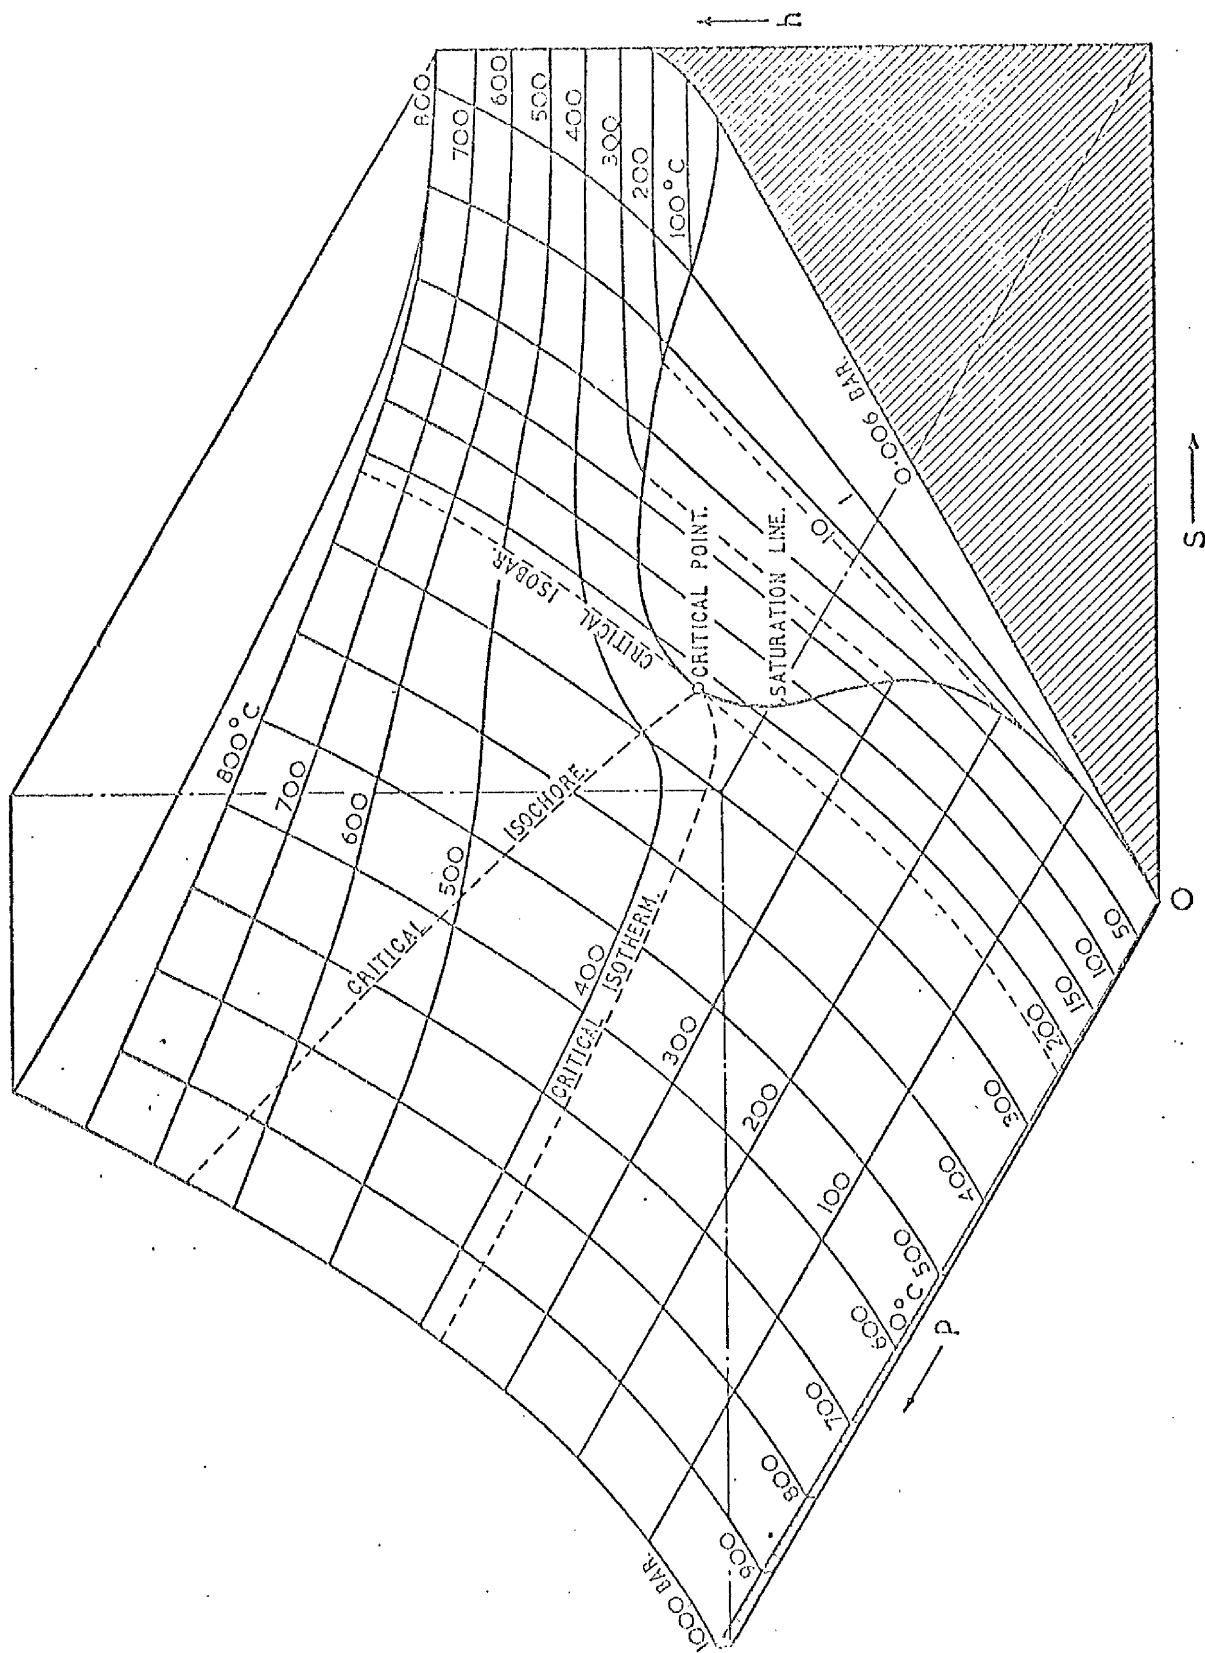 h
800
700
600
500
400
300
200
100°C
0.006 BAR.
1
10
CRITICAL ISOBAR.
CRITICAL POINT.
SATURATION LINE.
S
800°C
700
600
500
400
300
200
100
0°C
CRITICAL ISOCHORE.
CRITICAL ISOTHERM.
O
50
100
150
200
300
400
500
600
700
800
900
1000 BAR.
p